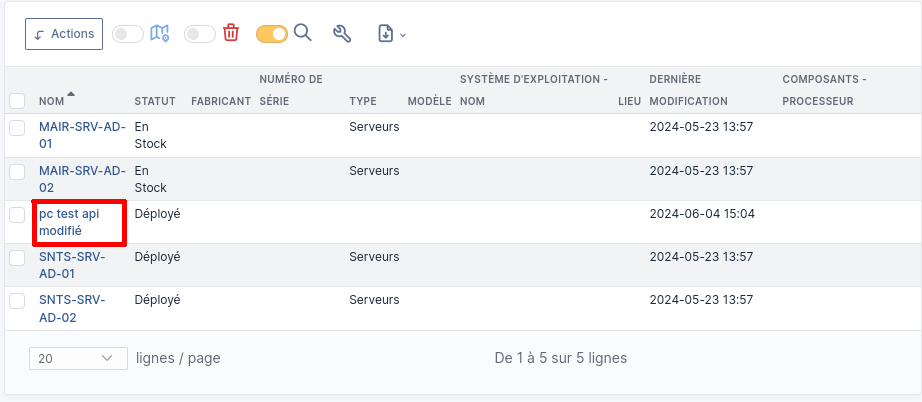 Actions
NUMÉRO DE SYSTÈME D'EXPLOITATION - DERNIÈRE COMPOSANTS -
NOM STATUT FABRICANT SÉRIE TYPE MODÈLE NOM LIEU MODIFICATION PROCESSEUR
MAIR-SRV-AD- En Serveurs 2024-05-23 13:57
01 Stock
MAIR-SRV-AD- En Serveurs 2024-05-23 13:57
02 Stock
pc test api Déployé 2024-06-04 15:04
modifié
SNTS-SRV- Déployé Serveurs 2024-05-23 13:57
AD-01
SNTS-SRV- Déployé Serveurs 2024-05-23 13:57
AD-02
20 lignes / page De 1 à 5 sur 5 lignes